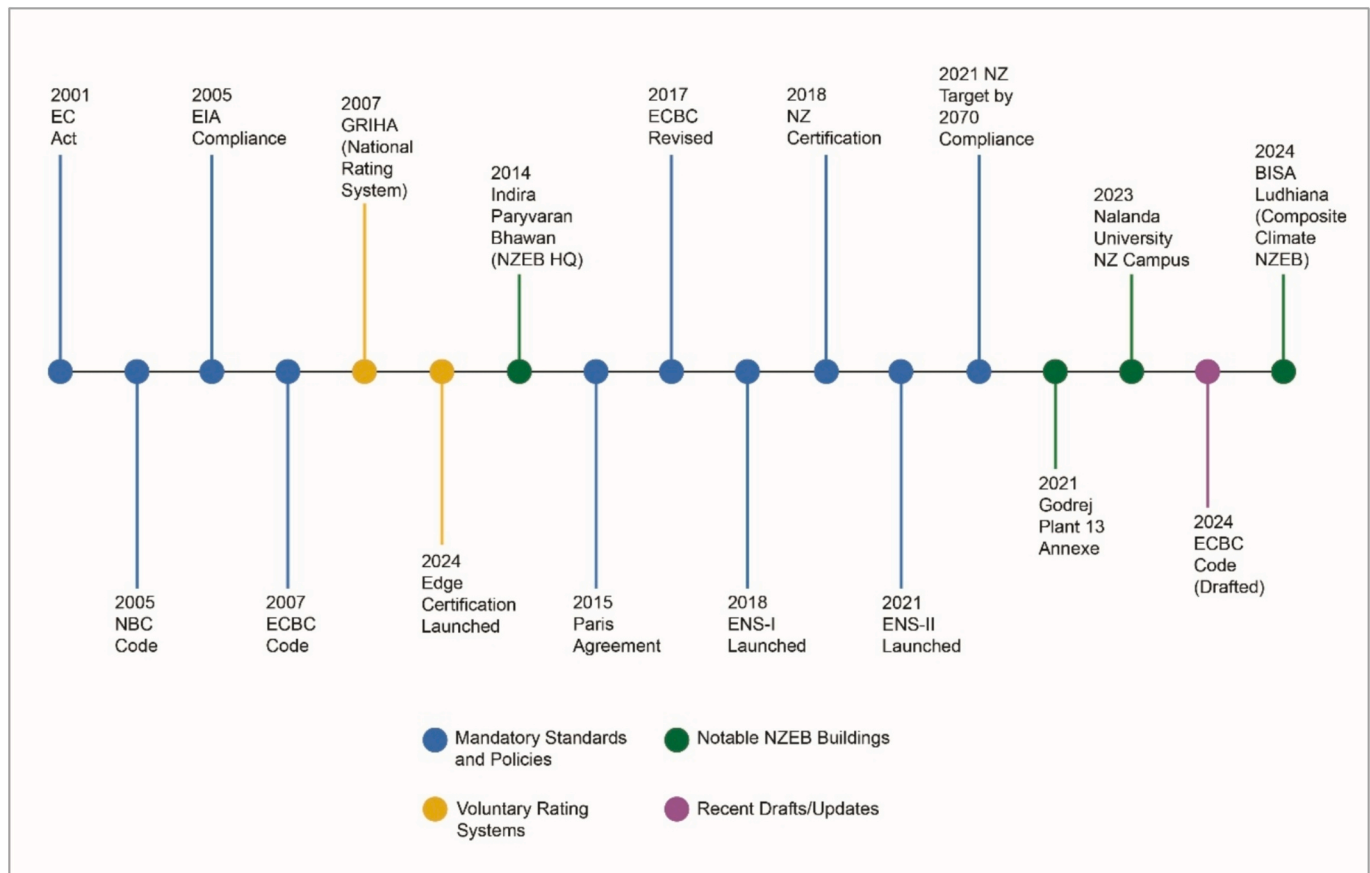 2001
EC
Act
2005
NBC
Code
2005
EIA
Compliance
2007
ECBC
Code
2007
GRIHA
(National
Rating
System)
2024
Edge
Certification
Launched
2014
Indira
Paryvaran
Bhawan
(NZEB HQ)
2015
Paris
Agreement
2017
ECBC
Revised
2018
ENS-I
Launched
2018
NZ
Certification
2021
ENS-II
Launched
2021 NZ
Target by
2070
Compliance
2021
Godrej
Plant 13
Annexe
2023
Nalanda
University
NZ Campus
2024
ECBC
Code
(Drafted)
2024
BISA
Ludhiana
(Composite
Climate
NZEB)
Mandatory Standards
and Policies
Notable NZEB Buildings
Voluntary Rating
Systems
Recent Drafts/Updates